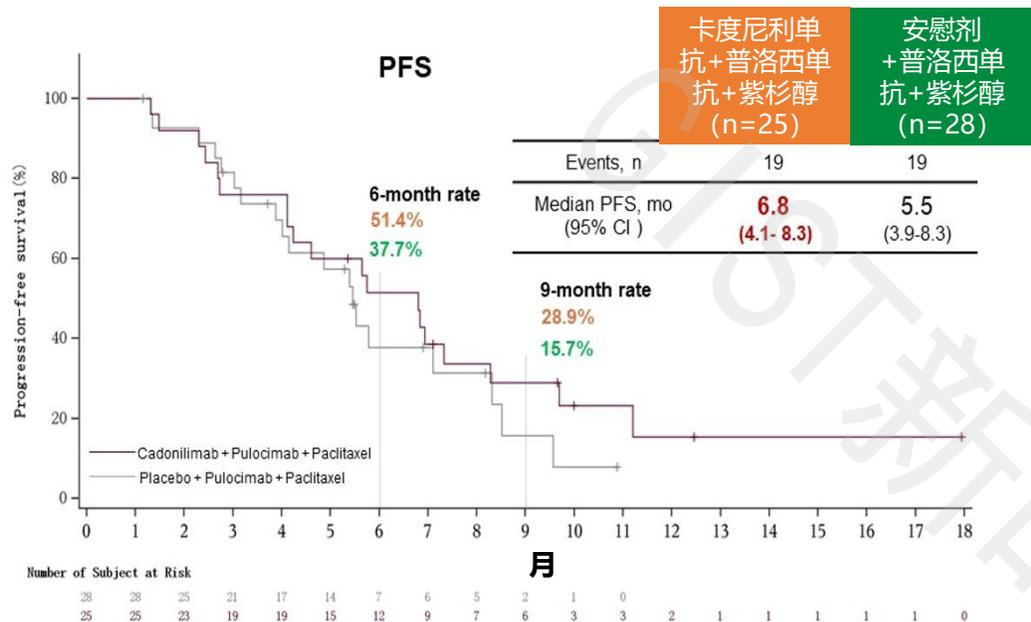 PFS
卡度尼利单
抗+普洛西单
抗+紫杉醇
(n=25)
安慰剂
+普洛西单
抗+紫杉醇
(n=28)
Events, n 19 19
Median PFS, mo 6.8 5.5
(95% CI ) (4.1- 8.3) (3.9-8.3)
Progression-free survival(%)
100
80
60
40
20
0
6-month rate
51.4%
37.7%
9-month rate
28.9%
15.7%
Cadonilimab + Pulocimab + Paclitaxel
Placebo + Pulocimab + Paclitaxel
0 1 2 3 4 5 6 7 8 9 10 11 12 13 14 15 16 17 18
月
Number of Subject at Risk
28 28 25 21 17 14 7 6 5 2 1 0
25 25 23 19 19 15 12 9 7 6 3 3 2 1 1 1 1 1 0
GIST新